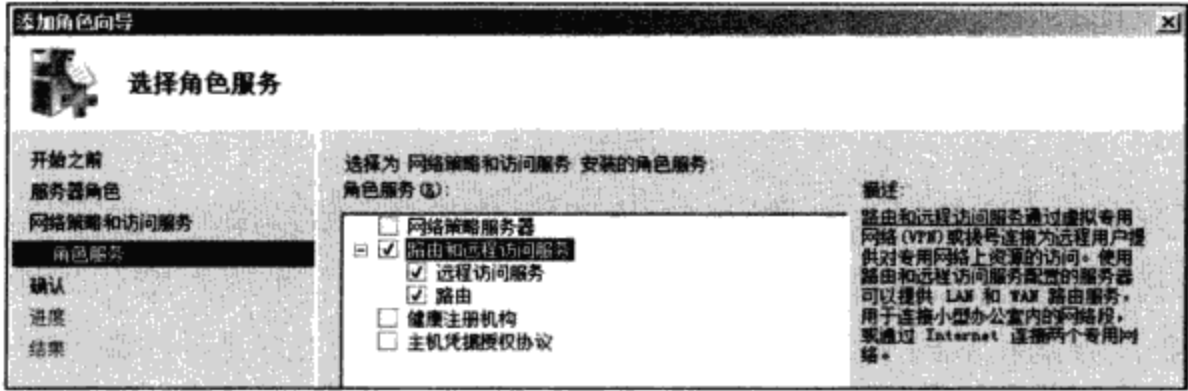 添加角色向导
选择角色服务
开始之前
服务器角色
网络策略和访问服务
角色服务
确认
进度
结果
选择为 网络策略和访问服务 安装的角色服务
角色服务(R):
网络策略服务器
路由和远程访问服务
远程访问服务
路由
健康注册机构
主机凭据授权协议
描述:
路由和远程访问服务通过虚拟专用
网络(VPN)或拨号连接为远程用户提
供对专用网络上资源的访问。使用
路由和远程访问服务配置的服务器
可以提供 LAN 和 WAN 路由服务,
用于连接小型办公室内的网络段,
或通过 Internet 连接两个专用网
络。